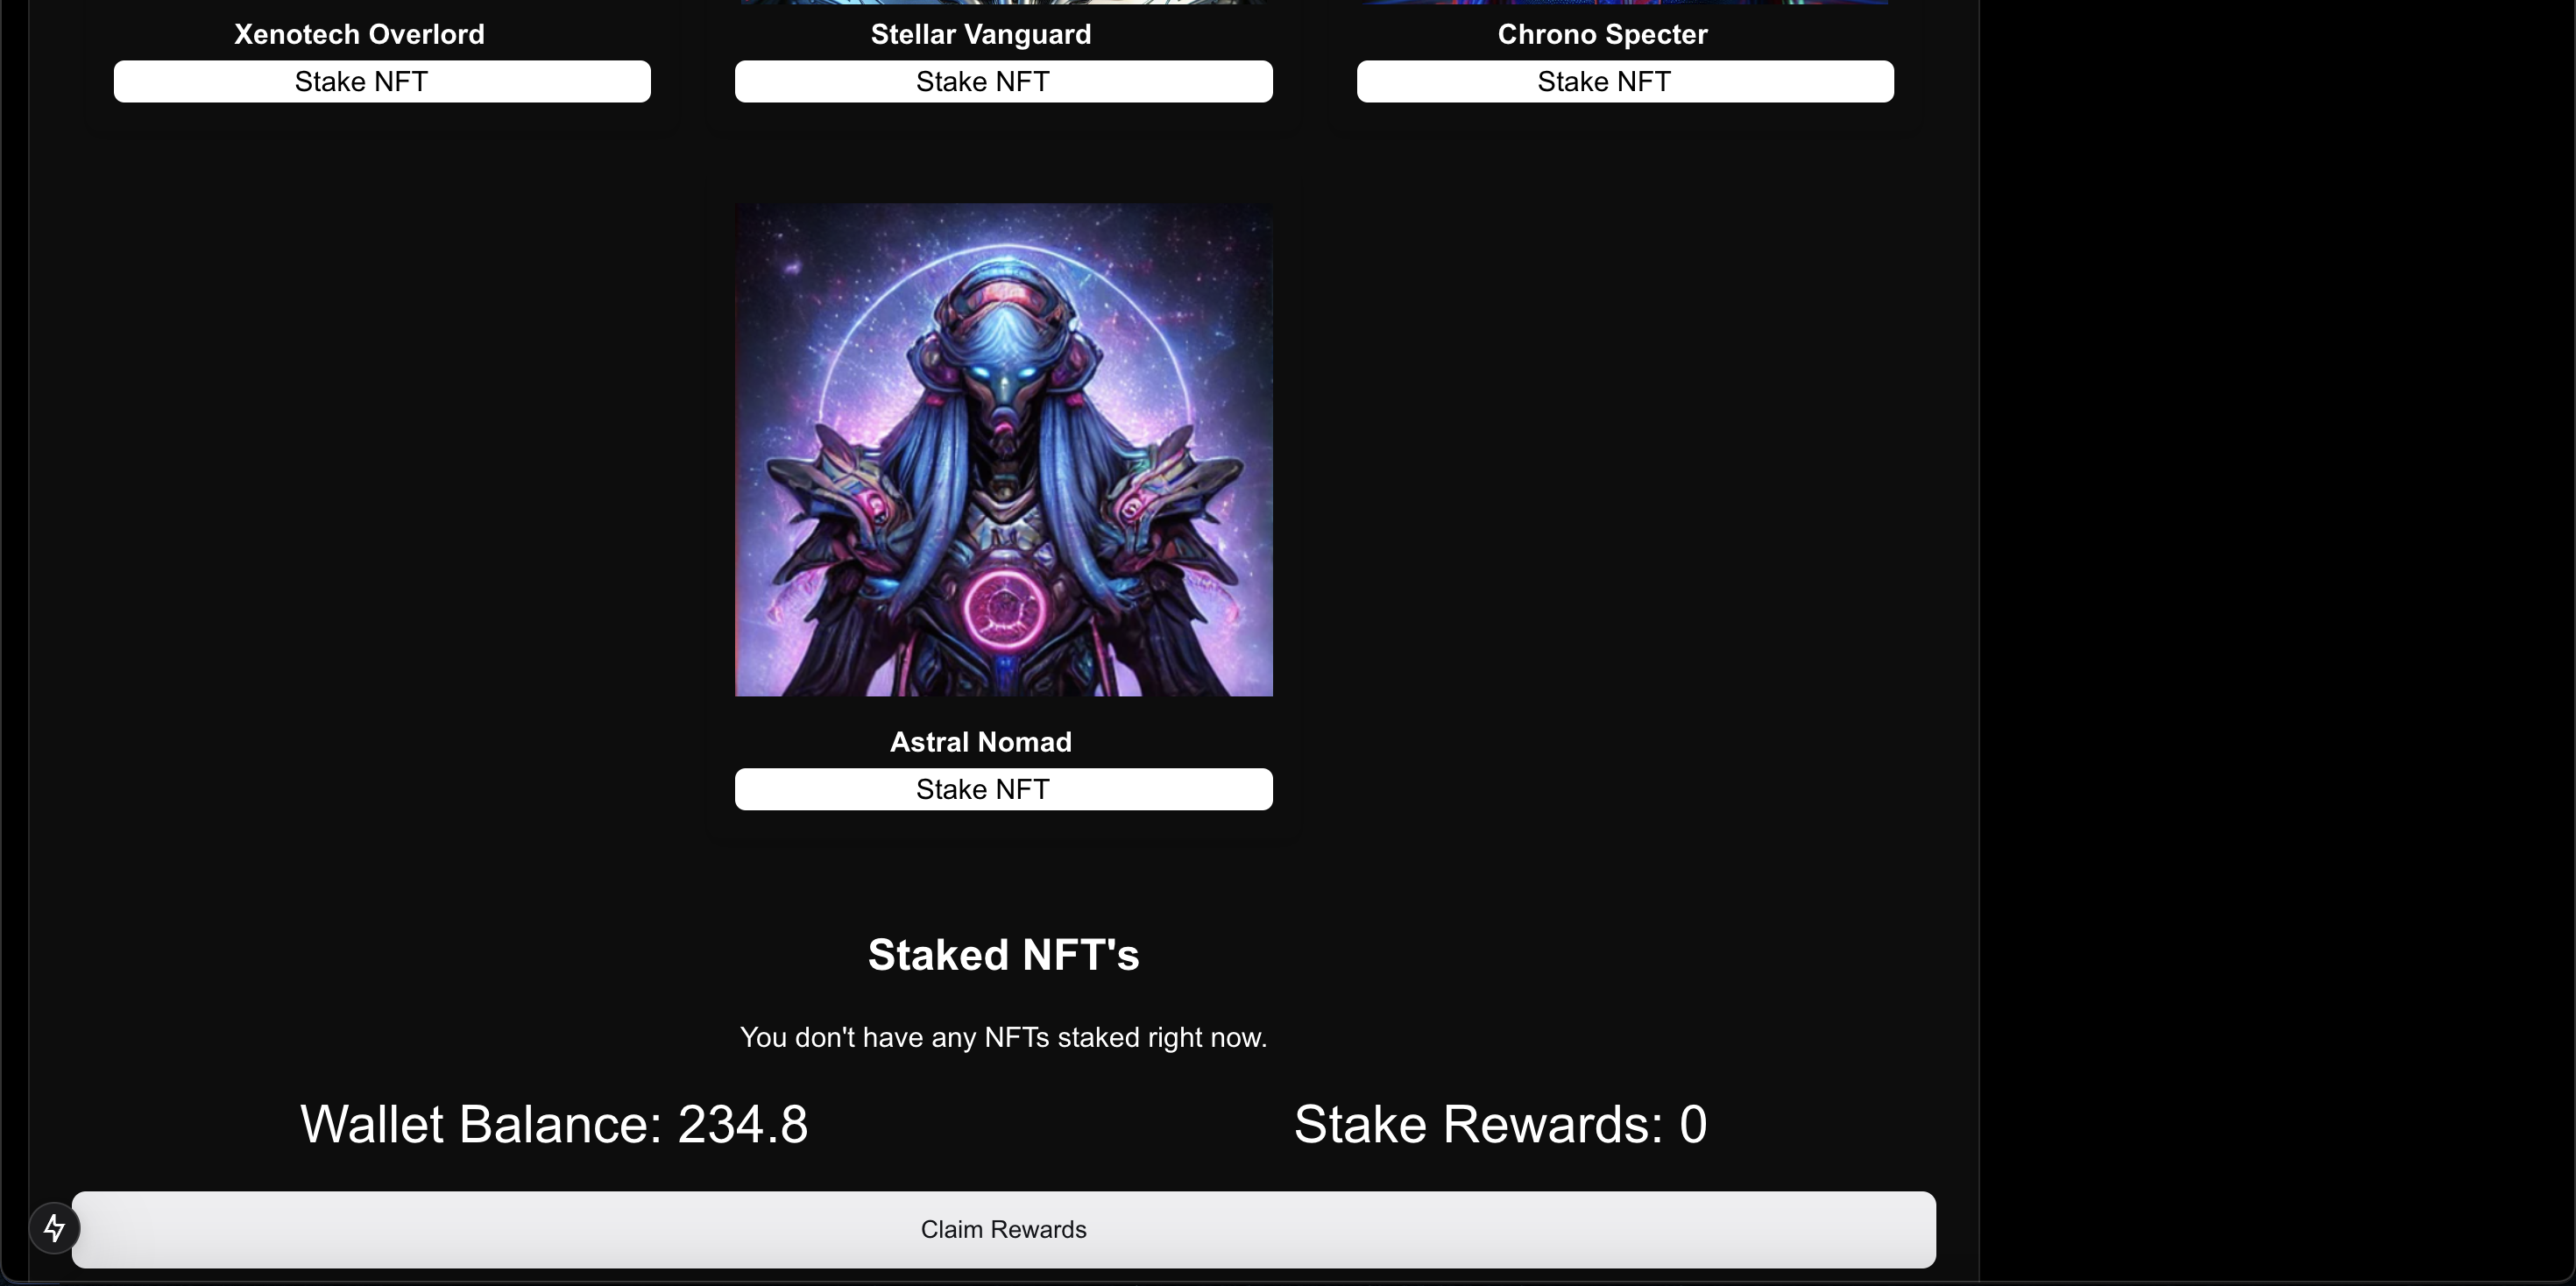 Xenotech Overlord
Stellar Vanguard
Chrono Specter
Stake NFT
Stake NFT
Stake NFT
Astral Nomad
Stake NFT
Staked NFT's
You don't have any NFTs staked right now.
Wallet Balance: 234.8
Stake Rewards: 0
Claim Rewards